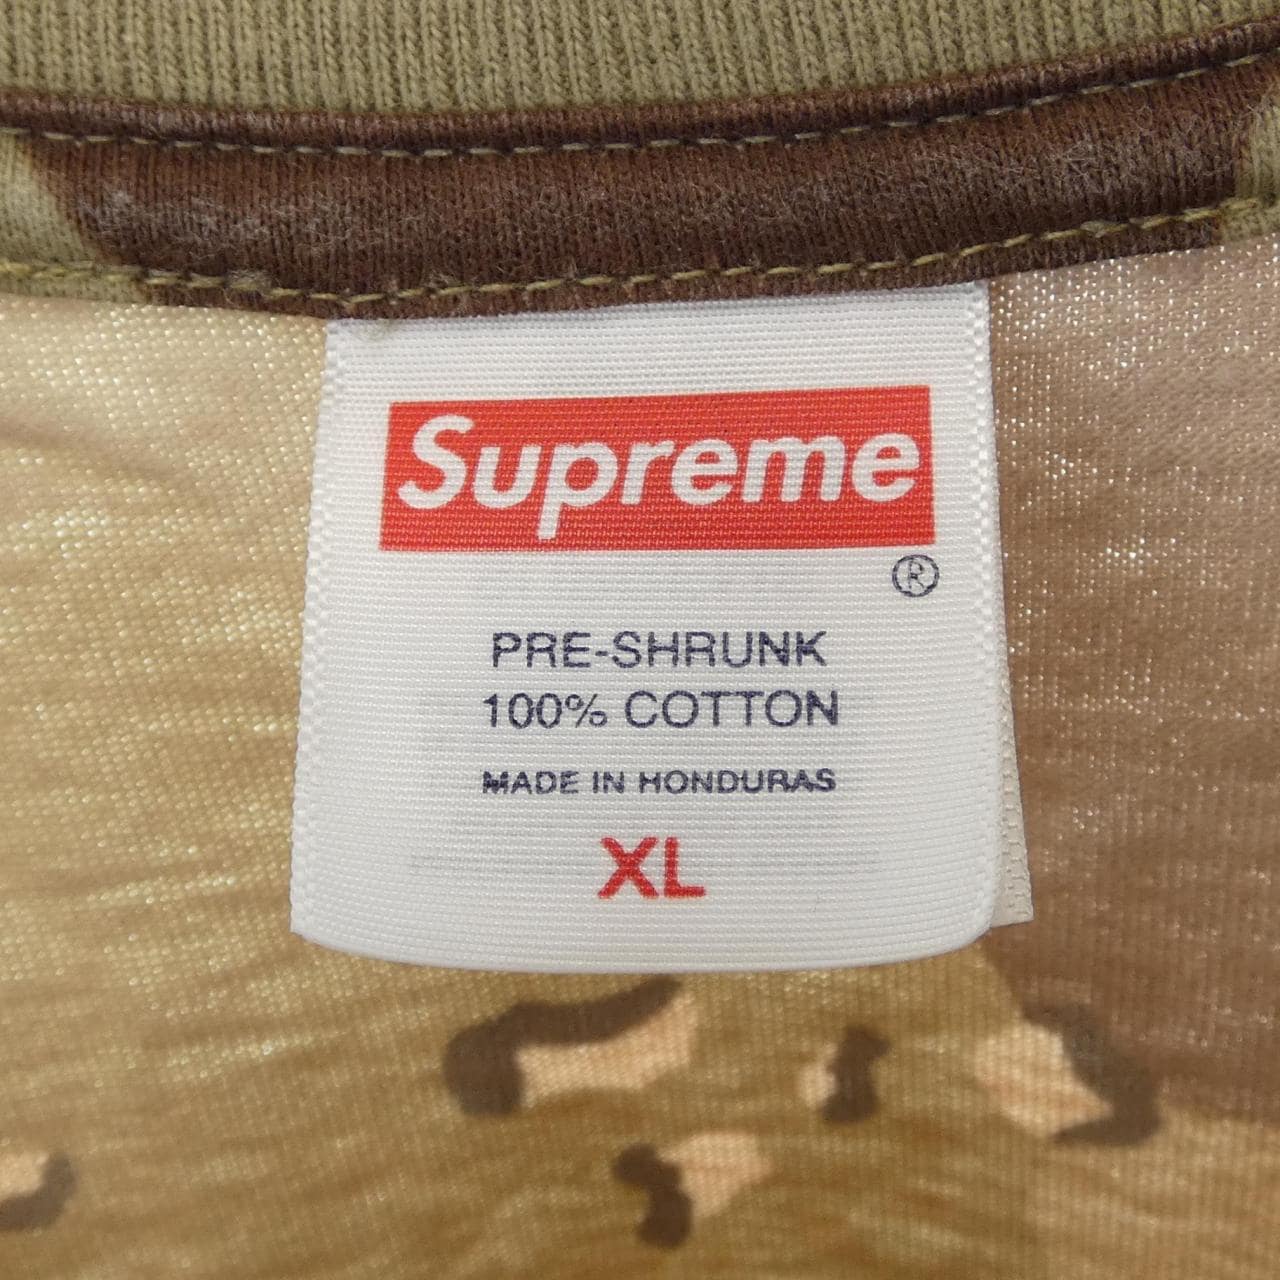 Supreme
®
PRE-SHRUNK
100% COTTON
MADE IN HONDURAS
XL